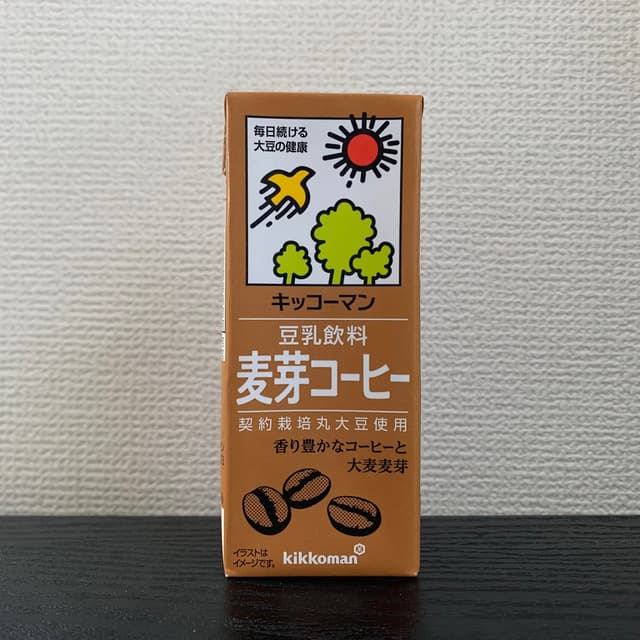 毎日続ける
大豆の健康
キッコーマン
豆乳飲料
麦芽コーヒー
契約栽培丸大豆使用
香り豊かなコーヒーと
大麦麦芽
イラストは
イメージです。
kikkoman